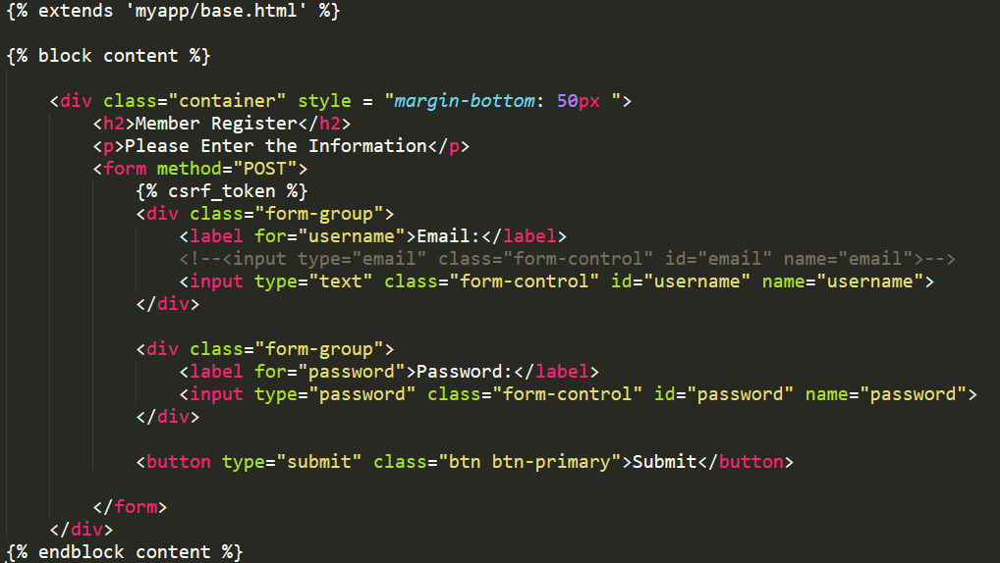 {% extends 'myapp/base.html' %}
{% block content %}
<div class="container" style = "margin-bottom: 50px ">
<h2>Member Register</h2>
<p>Please Enter the Information</p>
<form method="POST">
{% csrf_token %}
<div class="form-group">
<label for="username">Email:</label>
<!--<input type="email" class="form-control" id="email" name="email">-->
<input type="text" class="form-control" id="username" name="username">
</div>
<div class="form-group">
<label for="password">Password:</label>
<input type="password" class="form-control" id="password" name="password">
</div>
<button type="submit" class="btn btn-primary">Submit</button>
</form>
</div>
{% endblock content %}